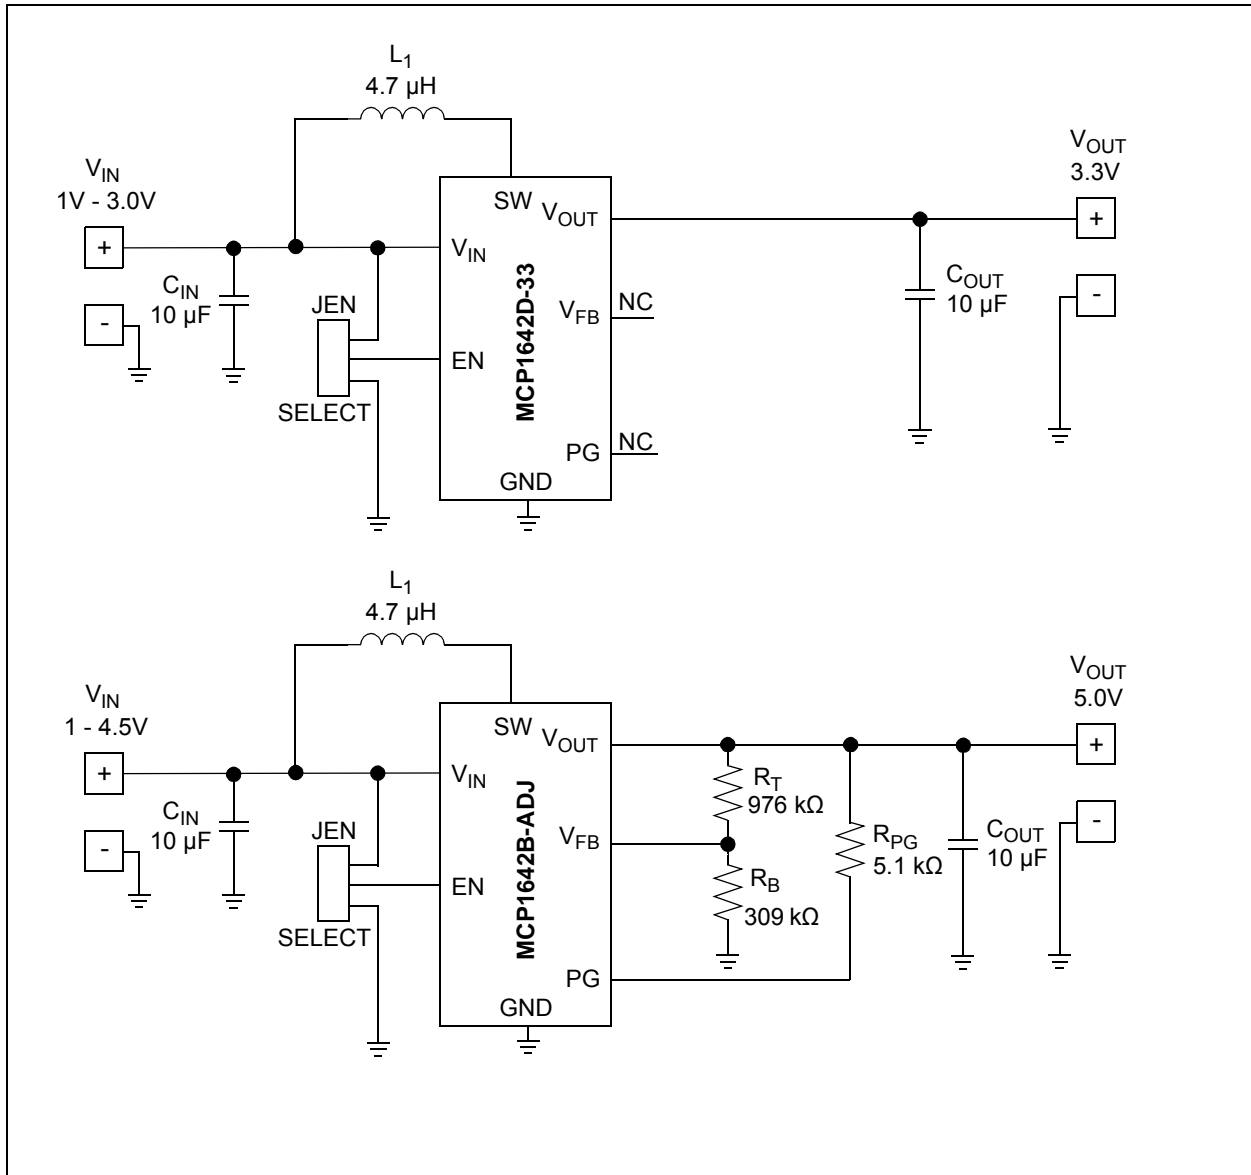 L1
4.7 µH
VIN
1V - 3.0V
+
-
CIN
10 µF
JEN
SELECT
SW
VOUT
VIN
VFB
NC
EN
MCP1642D-33
PG
NC
GND
COUT
10 µF
VOUT
3.3V
+
-
L1
4.7 µH
VIN
1 - 4.5V
+
-
CIN
10 µF
JEN
SELECT
SW
VOUT
VIN
VFB
EN
MCP1642B-ADJ
PG
GND
RT
976 kΩ
RB
309 kΩ
RPG
5.1 kΩ
COUT
10 µF
VOUT
5.0V
+
-